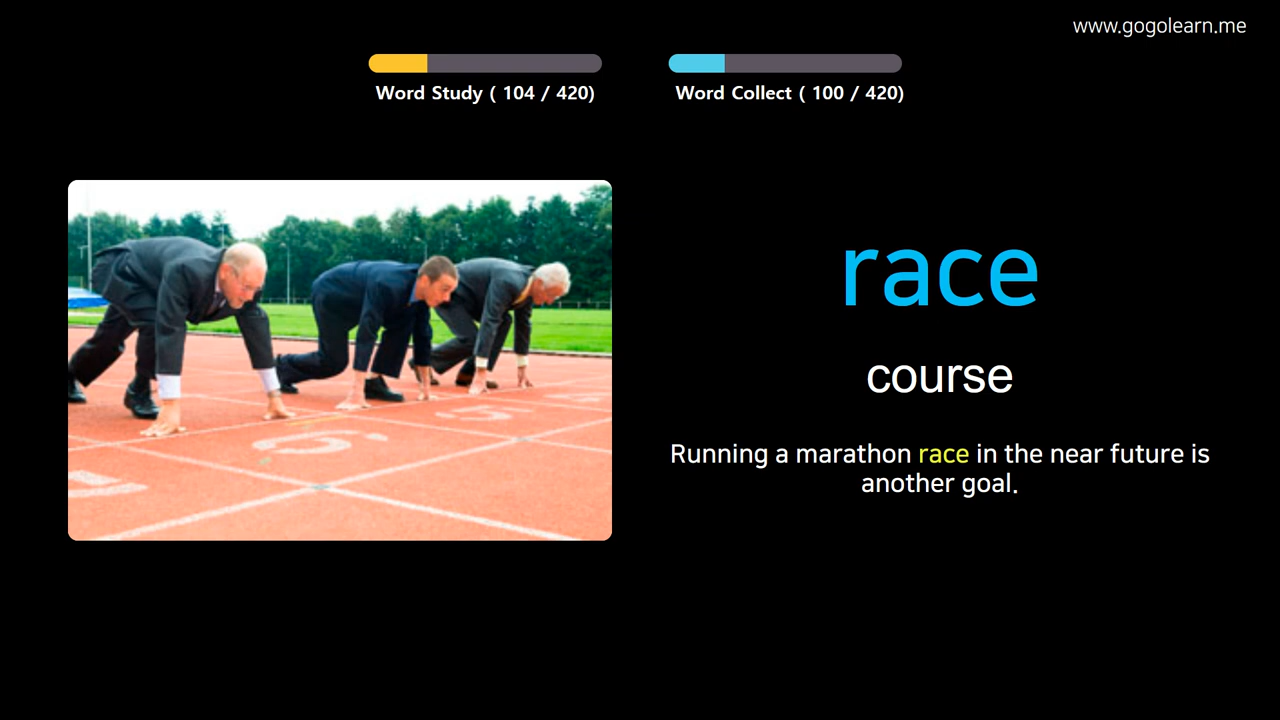 www.gogolearn.me
Word Study ( 104 / 420)
Word Collect ( 100 / 420)
race
course
Running a marathon race in the near future is
another goal.